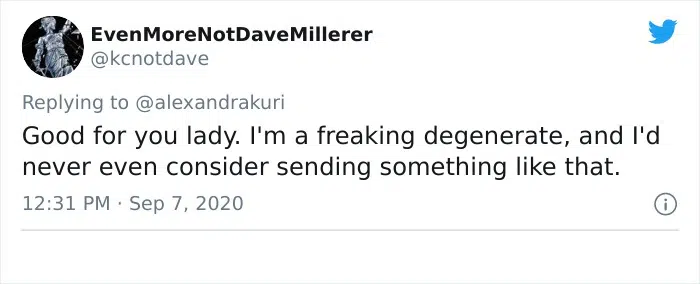 EvenMoreNotDaveMillerer
@kcnotdave
Replying to @alexandrakuri
Good for you lady. I'm a freaking degenerate, and I'd
never even consider sending something like that.
12:31 PM · Sep 7, 2020